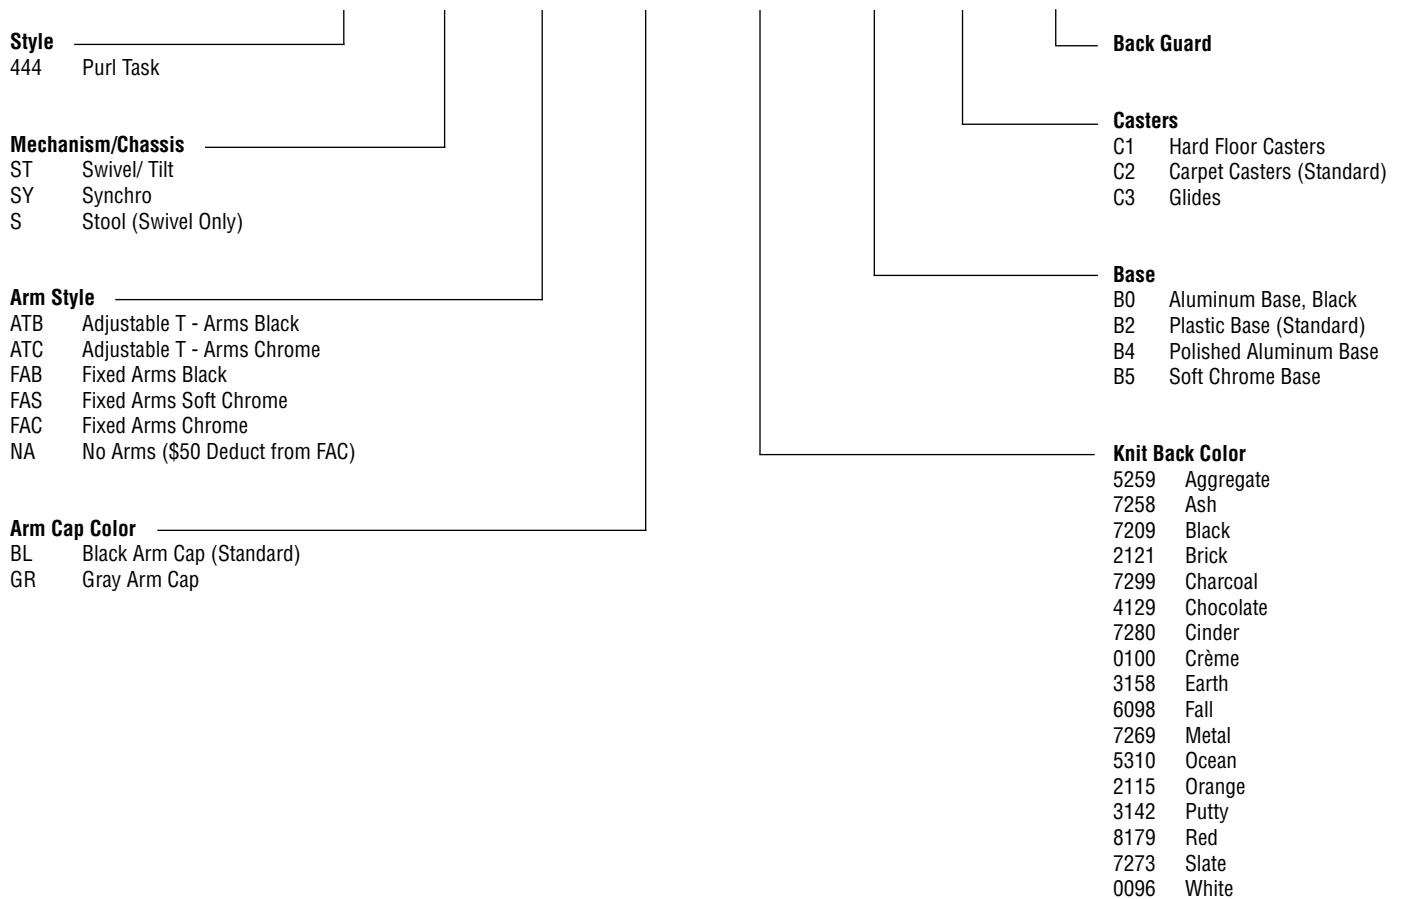 Style
444 Purl Task
Mechanism/Chassis
ST Swivel/ Tilt
SY Synchro
S Stool (Swivel Only)
Arm Style
ATB Adjustable T - Arms Black
ATC Adjustable T - Arms Chrome
FAB Fixed Arms Black
FAS Fixed Arms Soft Chrome
FAC Fixed Arms Chrome
NA No Arms ($50 Deduct from FAC)
Arm Cap Color
BL Black Arm Cap (Standard)
GR Gray Arm Cap
Back Guard
Casters
C1 Hard Floor Casters
C2 Carpet Casters (Standard)
C3 Glides
Base
B0 Aluminum Base, Black
B2 Plastic Base (Standard)
B4 Polished Aluminum Base
B5 Soft Chrome Base
Knit Back Color
5259 Aggregate
7258 Ash
7209 Black
2121 Brick
7299 Charcoal
4129 Chocolate
7280 Cinder
0100 Crème
3158 Earth
6098 Fall
7269 Metal
5310 Ocean
2115 Orange
3142 Putty
8179 Red
7273 Slate
0096 White